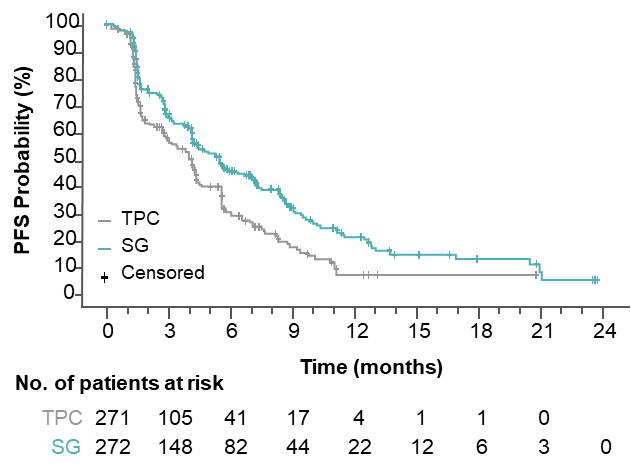 PFS Probability (%)
100
90
80
70
60
50
40
30
20
10
0
TPC
SG
Censored
0 3 6 9 12 15 18 21 24
Time (months)
No. of patients at risk
TPC 271 105 41 17 4 1 1 0
SG 272 148 82 44 22 12 6 3 0